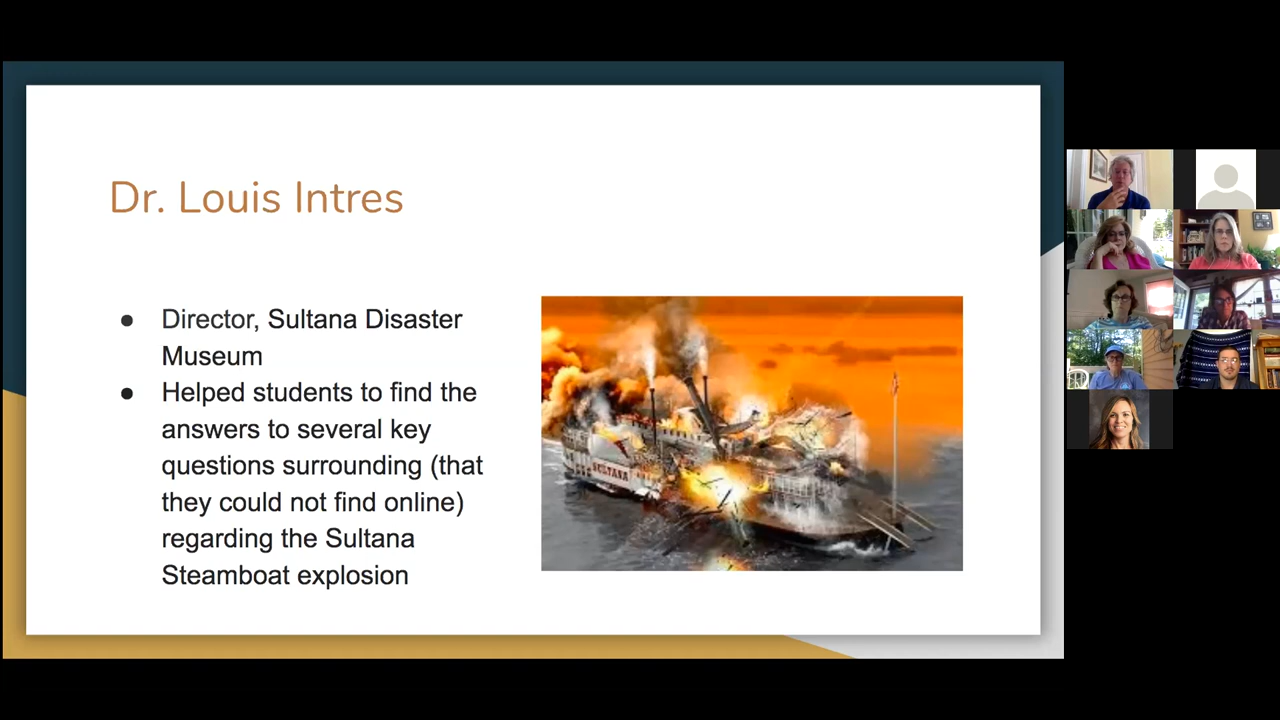 Dr. Louis Intres
● Director, Sultana Disaster
Museum
● Helped students to find the
answers to several key
questions surrounding (that
they could not find online)
regarding the Sultana
Steamboat explosion
SULTANA